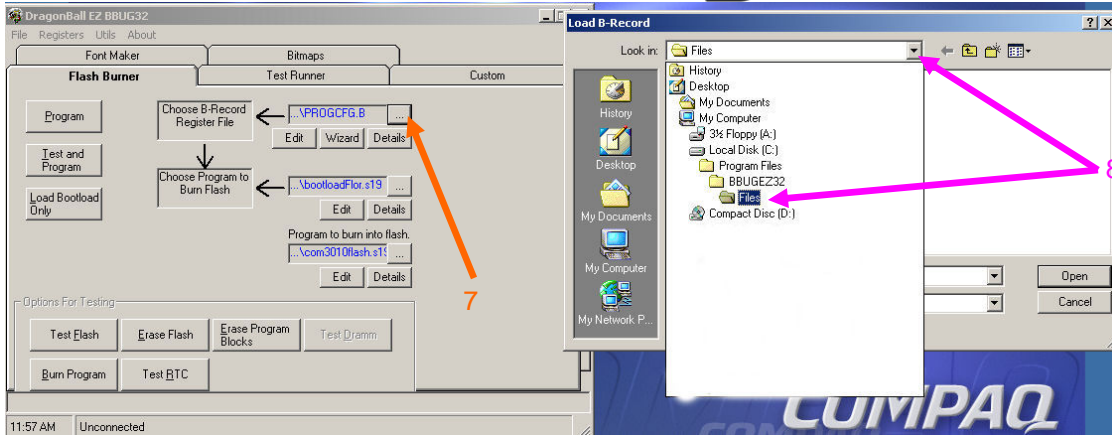 DragonBall EZ BBUG32
File Registers Utils About
Font Maker
Bitmaps
Flash Burner
Test Runner
Custom
Program
Choose B-Record
Register File
...\PROGCFG.B
...
Edit
Wizard
Details
Test and
Program
Choose Program to
Burn Flash
...\bootloadFlor.s19
...
Load Bootload
Only
Edit
Details
Program to burn into flash.
...\com3010flash.s19
...
Edit
Details
7
Options For Testing
Test Flash
Erase Flash
Erase Program
Blocks
Test Dramm
Burn Program
Test RTC
11:57 AM
Unconnected
Load B-Record
Look in:
Files
History
Desktop
My Documents
My Computer
My Network P...
History
Desktop
My Documents
My Computer
3½ Floppy (A:)
Local Disk (C:)
Program Files
BBUGEZ32
Files
Compact Disc (D:)
8
Open
Cancel
COMPAQ